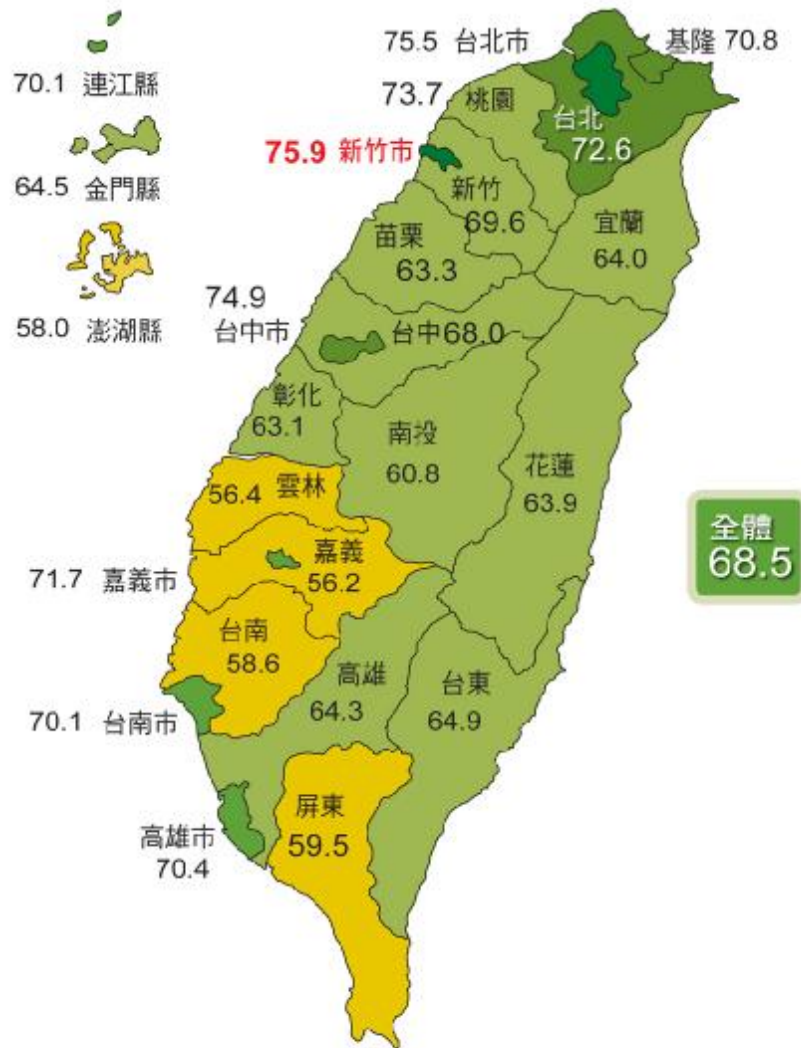 75.5 台北市
基隆 70.8
70.1 連江縣
73.7 桃園
台北
72.6
75.9 新竹市
64.5 金門縣
新竹
69.6
宜蘭
64.0
苗栗
63.3
58.0 澎湖縣
74.9
台中市
台中68.0
彰化
63.1
南投
60.8
花蓮
63.9
56.4 雲林
全體
68.5
嘉義
56.2
71.7 嘉義市
台南
58.6
高雄
64.3
台東
64.9
70.1 台南市
屏東
59.5
高雄市
70.4